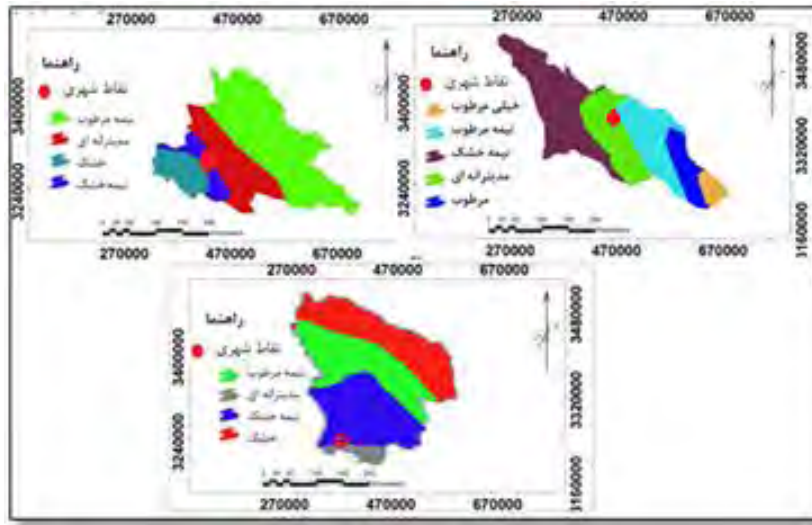 270000 470000 670000
راهنما
نقاط شهری
نیمه مرطوب
مدیترانه ای
خشک
نیمه خشک
3400000
3240000
270000 470000 670000
270000 470000 670000
راهنما
نقاط شهری
خیلی مرطوب
نیمه مرطوب
نیمه خشک
مدیترانه ای
مرطوب
3400000
3240000
3480000
3320000
3160000
270000 470000 670000
270000 470000 670000
راهنما
نقاط شهری
نیمه مرطوب
مدیترانه ای
نیمه خشک
خشک
3400000
3240000
3480000
3320000
3160000
270000 470000 670000